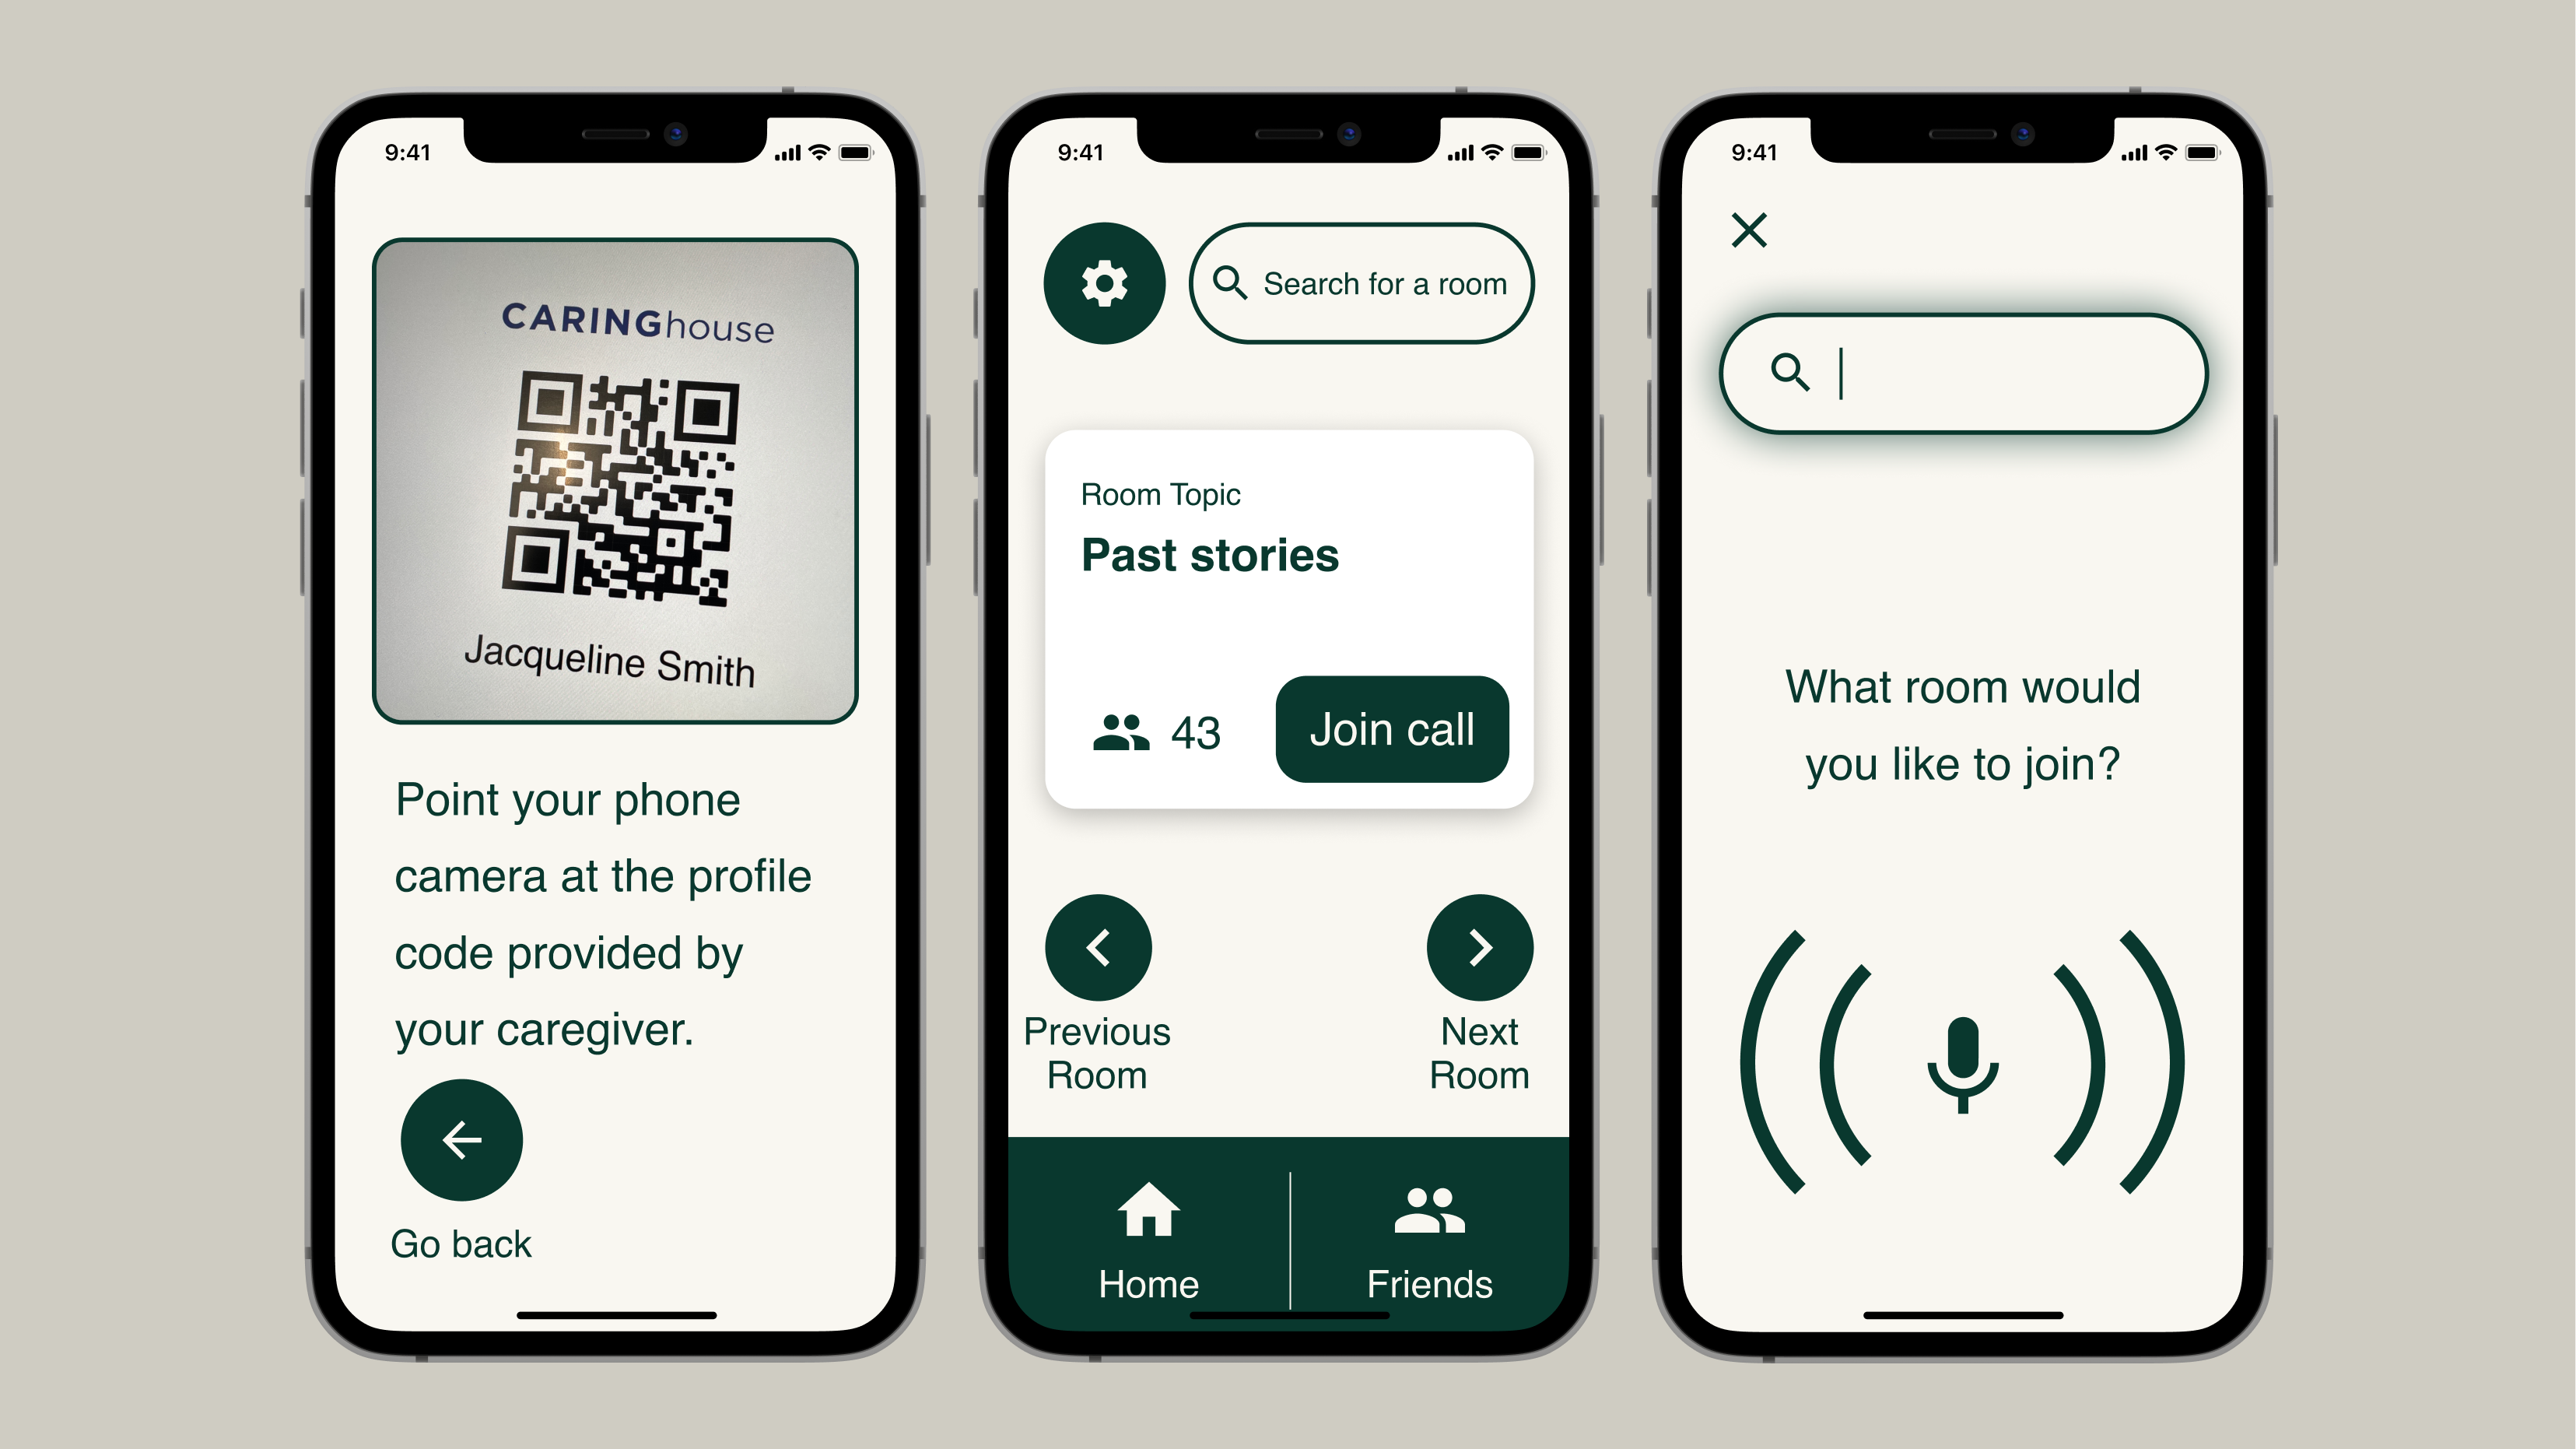 9:41
CARINGhouse
Jacqueline Smith
Point your phone
camera at the profile
code provided by
your caregiver.
Go back
9:41
Search for a room
Room Topic
Past stories
43
Join call
Previous
Room
Next
Room
Home
Friends
9:41
What room would
you like to join?